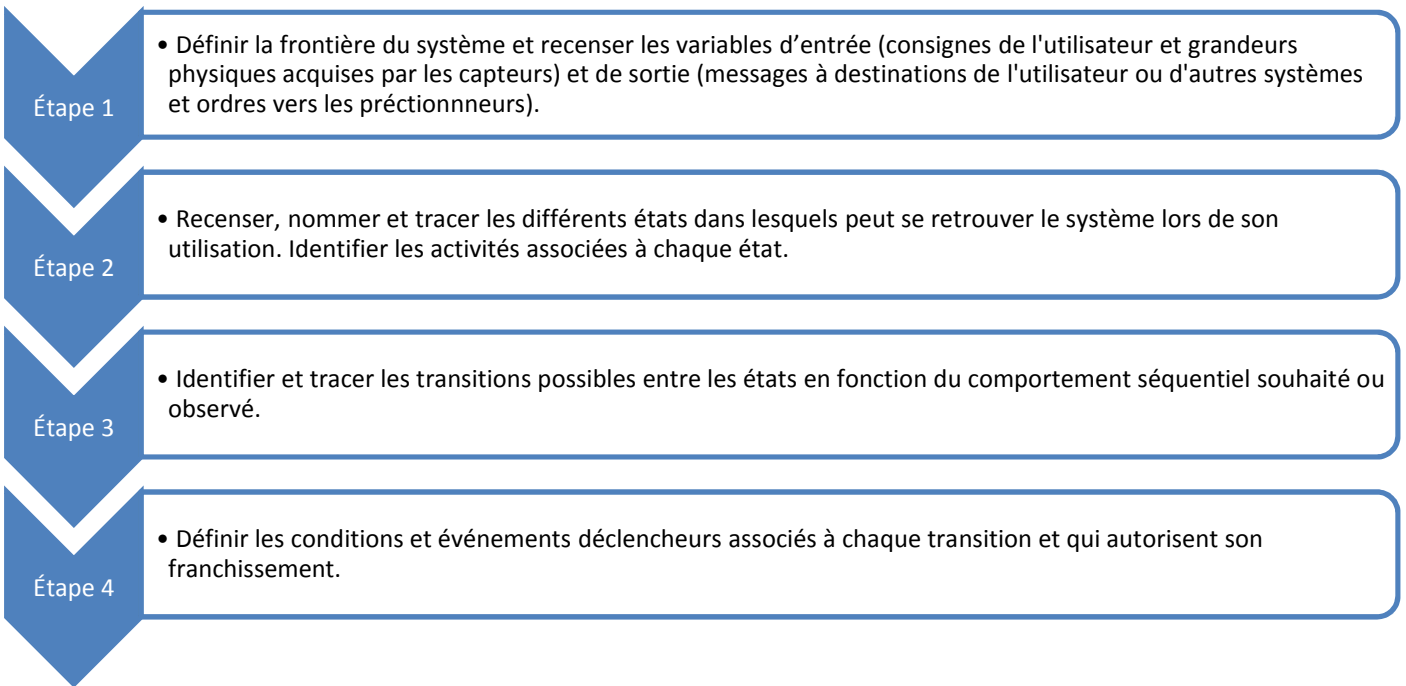 Étape 1
• Définir la frontière du système et recenser les variables d’entrée (consignes de l'utilisateur et grandeurs
physiques acquises par les capteurs) et de sortie (messages à destinations de l'utilisateur ou d'autres systèmes
et ordres vers les préctionnneurs).
Étape 2
• Recenser, nommer et tracer les différents états dans lesquels peut se retrouver le système lors de son
utilisation. Identifier les activités associées à chaque état.
Étape 3
• Identifier et tracer les transitions possibles entre les états en fonction du comportement séquentiel souhaité ou
observé.
Étape 4
• Définir les conditions et événements déclencheurs associés à chaque transition et qui autorisent son
franchissement.